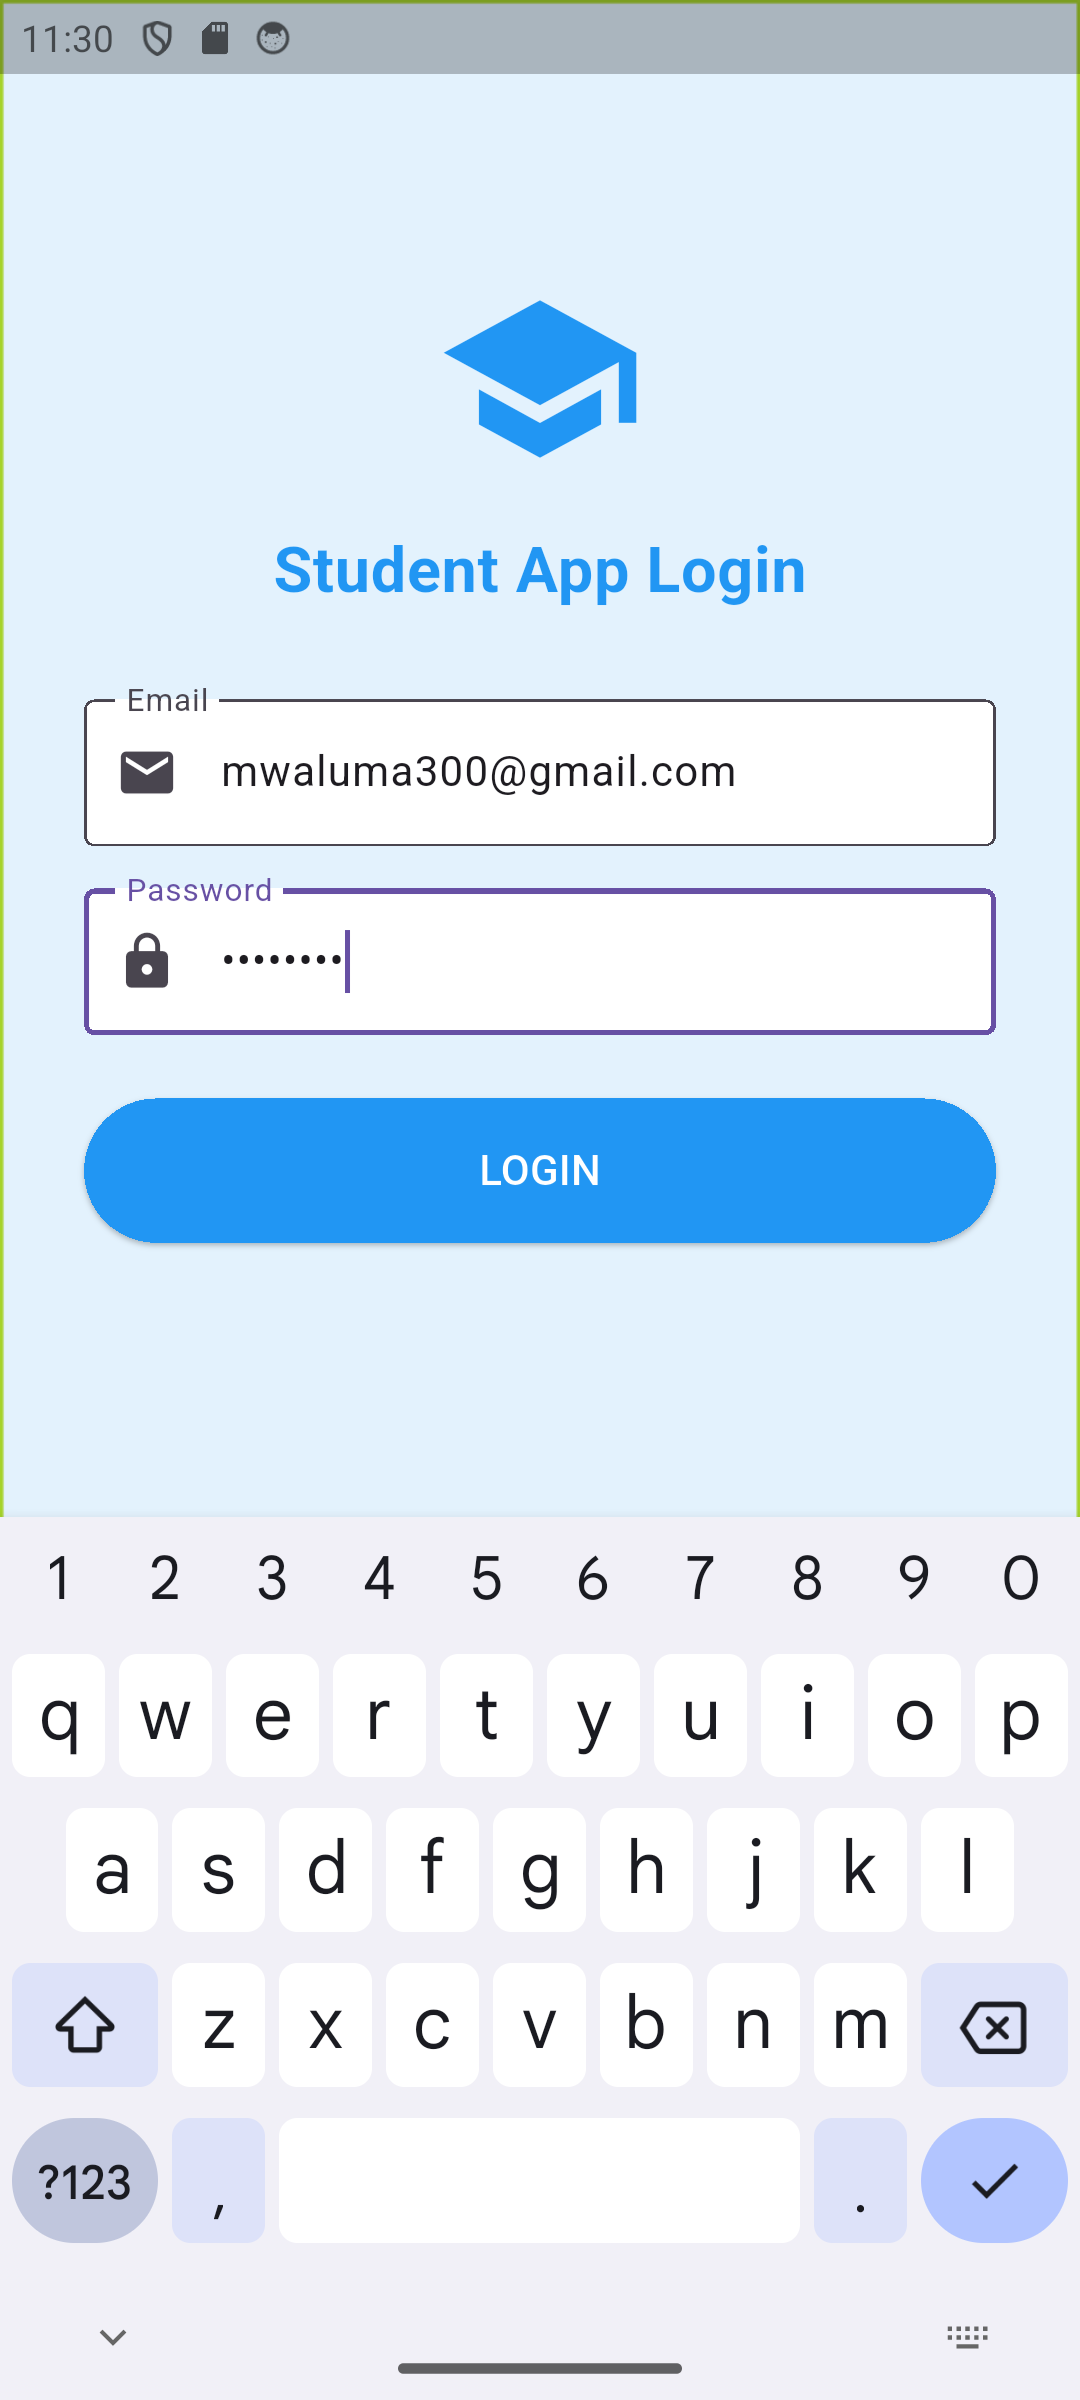 11:30
Student App Login
Email
mwaluma300@gmail.com
Password
••••••••
LOGIN
1 2 3 4 5 6 7 8 9 0
q w e r t y u i o p
a s d f g h j k l
z x c v b n m
?123 , .